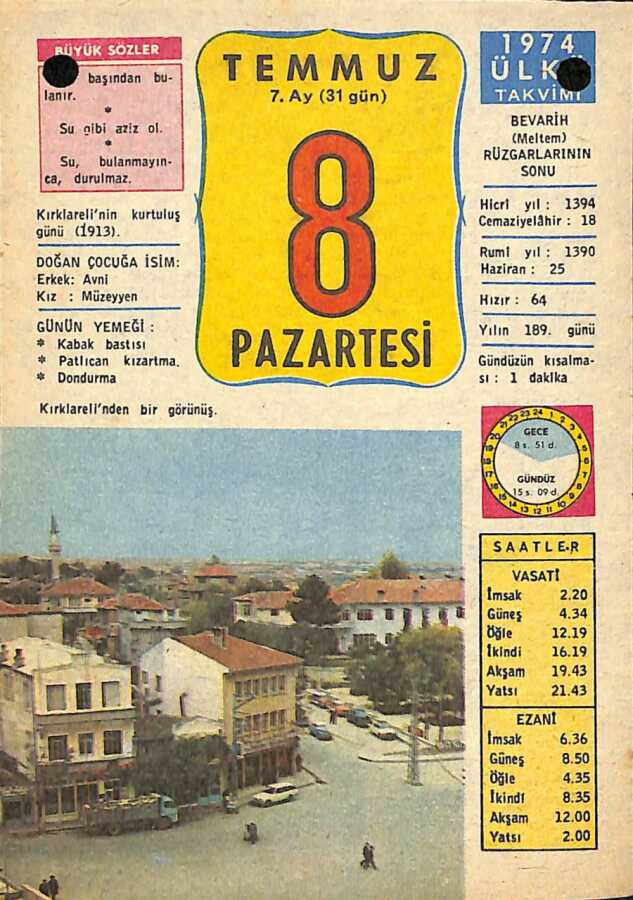 BÜYÜK SÖZLER
başından bu-
lanır.
*
Su gibi aziz ol.
*
Su, bulanmayın-
ca, durulmaz.
Kırklareli'nin kurtuluş
günü (1913).
DOĞAN ÇOCUĞA İSİM:
Erkek: Avni
Kız : Müzeyyen
GÜNÜN YEMEĞİ :
* Kabak bastısı
* Patlıcan kızartma.
* Dondurma
Kırklareli'nden bir görünüş.
TEMMUZ
7. Ay (31 gün)
8
PAZARTESİ
1974
ÜLK
TAKVİMİ
BEVARİH
(Meltem)
RÜZGARLARININ
SONU
Hicri yıl : 1394
Cemaziyelâhir : 18
Rumi yıl : 1390
Haziran : 25
Hızır : 64
Yılın 189. günü
Gündüzün kısalma-
sı : 1 dakika
GECE
8 s. 51 d.
GÜNDÜZ
15 s. 09 d.
SAATLER
VASATİ
İmsak 2.20
Güneş 4.34
Öğle 12.19
İkindi 16.19
Akşam 19.43
Yatsı 21.43
EZANİ
İmsak 6.36
Güneş 8.50
Öğle 4.35
İkindi 8.35
Akşam 12.00
Yatsı 2.00